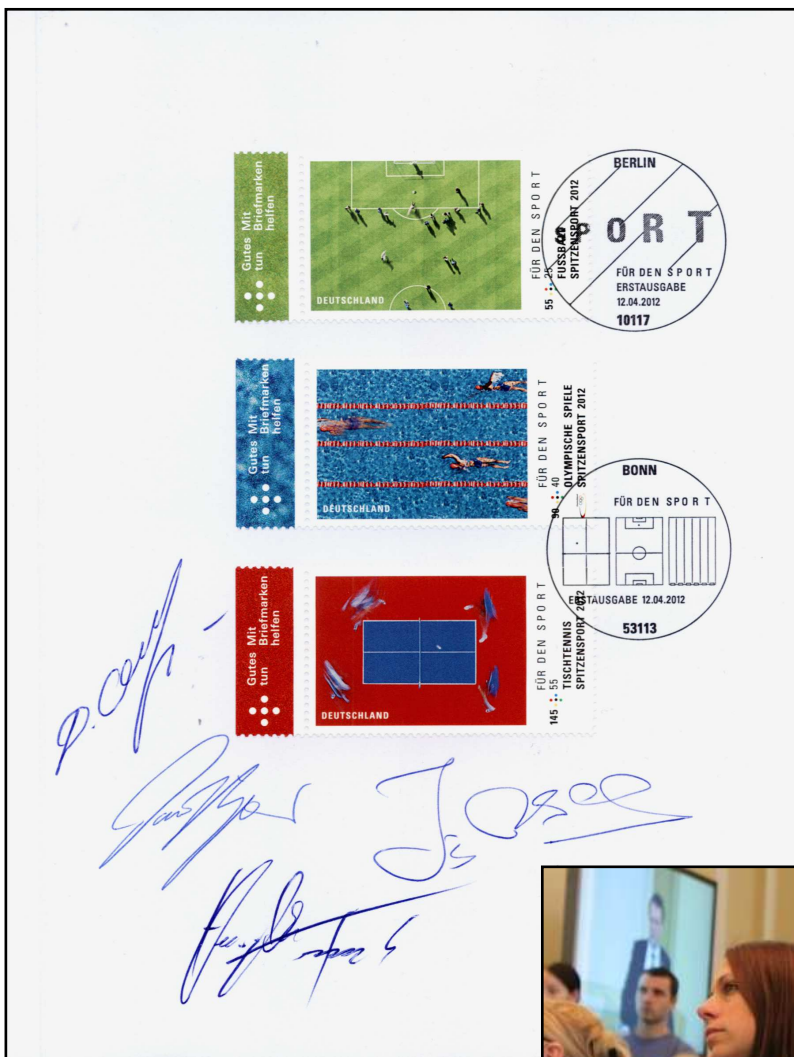 Gutes
tun
Mit
Briefmarken
helfen
DEUTSCHLAND
55 25
FÜR DEN SPORT
FUSSBALL
SPITZENSPORT 2012
BERLIN
SPORT
FÜR DEN SPORT
ERSTAUSGABE
12.04.2012
10117
Gutes
tun
Mit
Briefmarken
helfen
DEUTSCHLAND
90 40
FÜR DEN SPORT
OLYMPISCHE SPIELE
SPITZENSPORT 2012
BONN
FÜR DEN SPORT
ERSTAUSGABE 12.04.2012
53113
Gutes
tun
Mit
Briefmarken
helfen
DEUTSCHLAND
145 55
FÜR DEN SPORT
TISCHTENNIS
SPITZENSPORT 2012